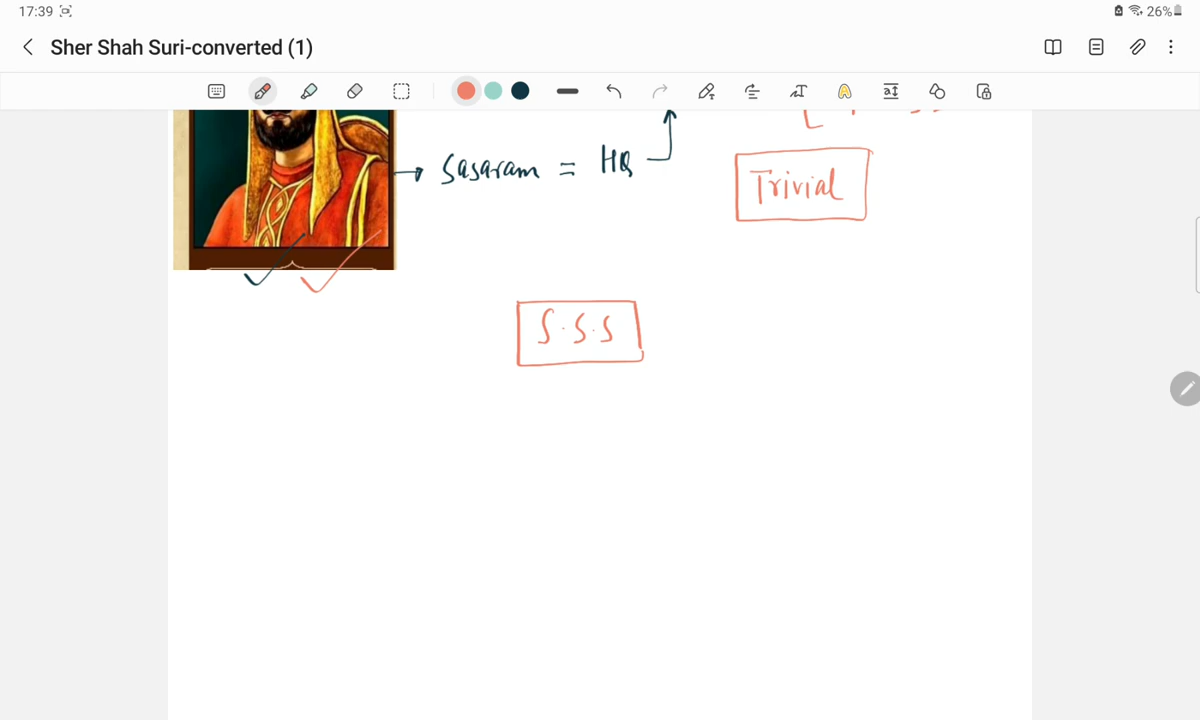 17:39
26%
Sher Shah Suri-converted (1)
Sasaram = HQ
Trivial
S.S.S